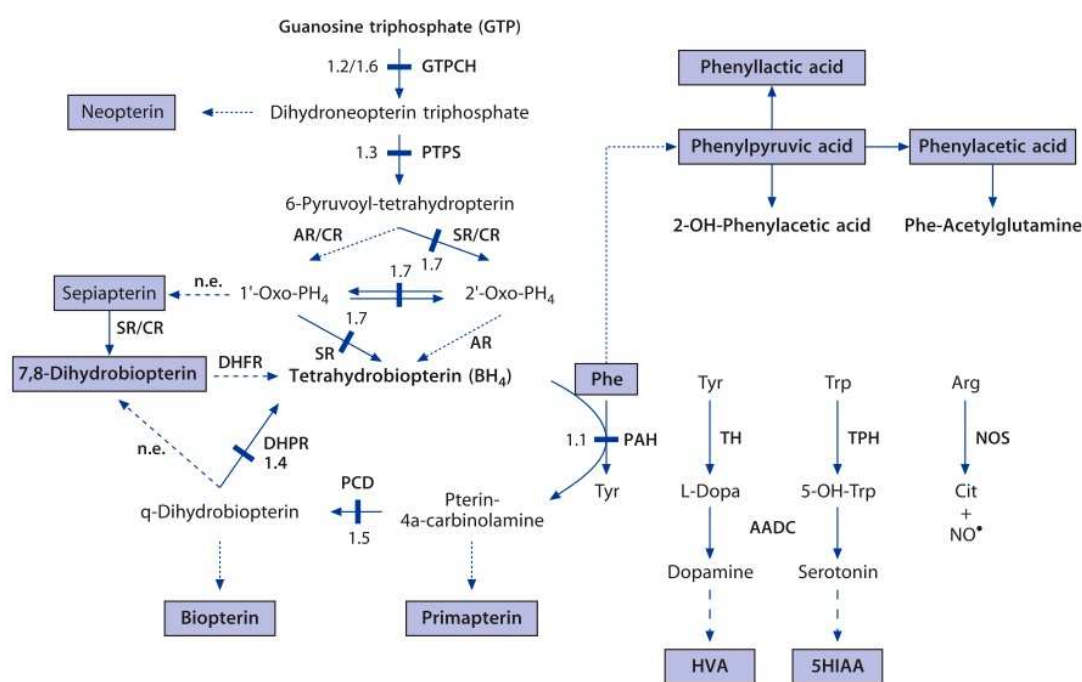 Guanosine triphosphate (GTP)
1.2/1.6 GTPCH
Phenyllactic acid
Neopterin
Dihydroneopterin triphosphate
1.3 PTPS
Phenylpyruvic acid
Phenylacetic acid
6-Pyruvoyl-tetrahydropterin
2-OH-Phenylacetic acid
Phe-Acetylglutamine
AR/CR
SR/CR
1.7
Sepiapterin
n.e.
1'-Oxo-PH₄
1.7
2'-Oxo-PH₄
SR/CR
1.7
SR
AR
7,8-Dihydrobiopterin
DHFR
Tetrahydrobiopterin (BH₄)
Phe
Tyr
Trp
Arg
n.e.
DHPR
1.4
1.1 PAH
TH
TPH
NOS
PCD
q-Dihydrobiopterin
1.5
Pterin-
4a-carbinolamine
Tyr
L-Dopa
5-OH-Trp
Cit
+
NO•
AADC
Dopamine
Serotonin
Biopterin
Primapterin
HVA
5HIAA